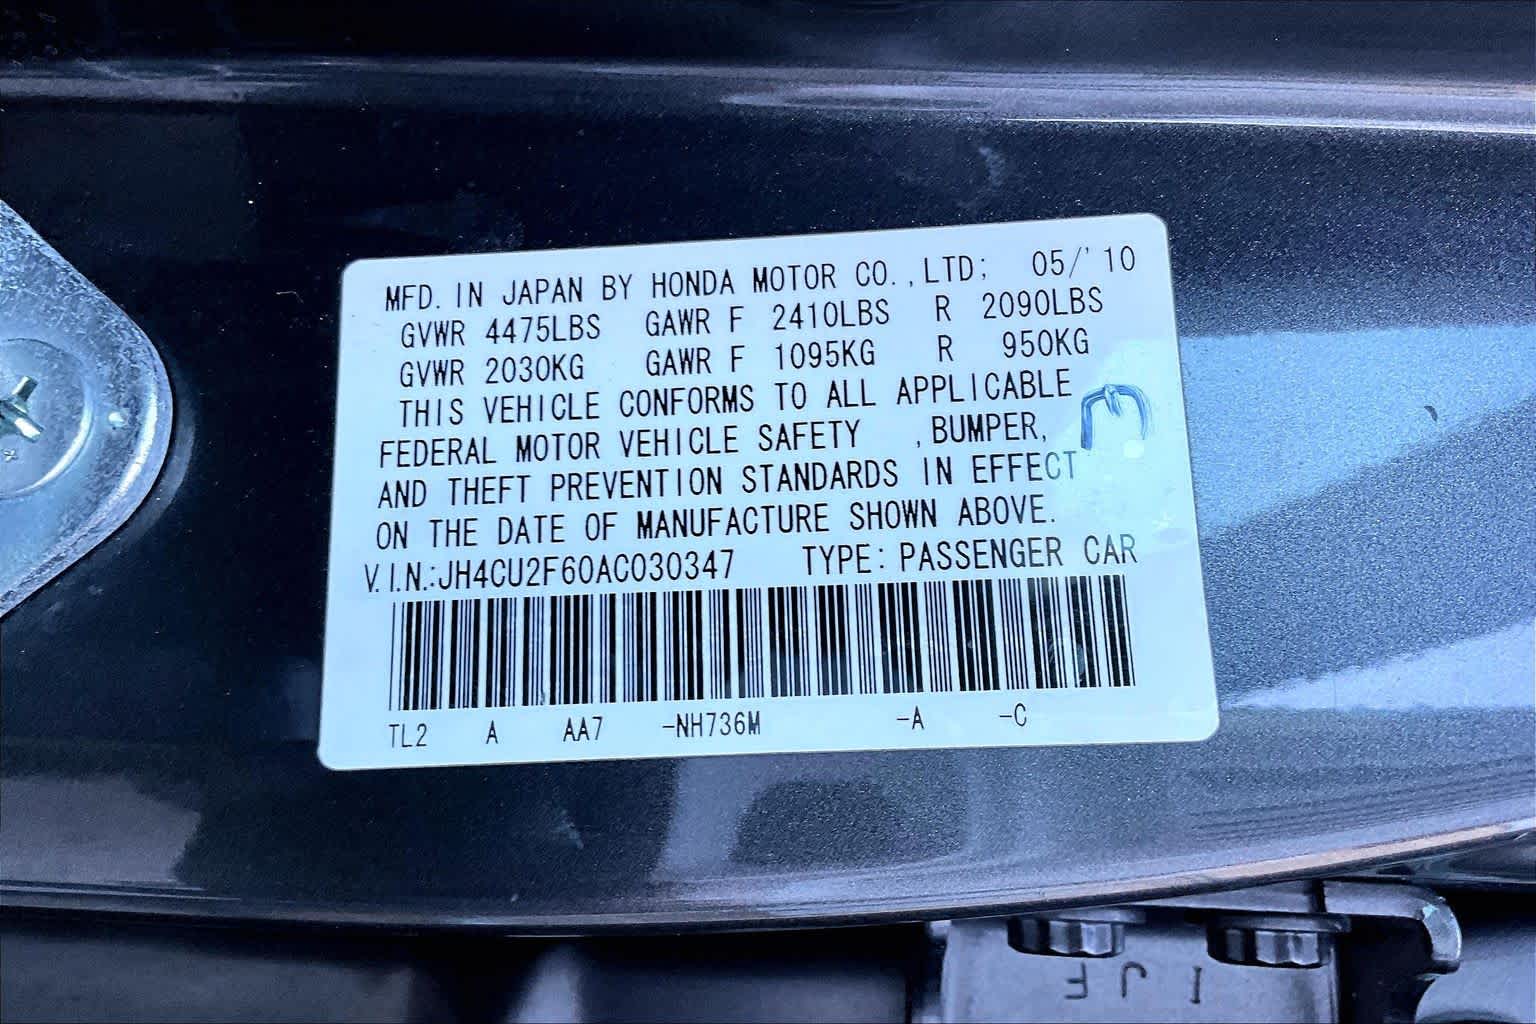 MFD. IN JAPAN BY HONDA MOTOR CO.,LTD; 05/'10
GVWR 4475LBS GAWR F 2410LBS R 2090LBS
GVWR 2030KG GAWR F 1095KG R 950KG
THIS VEHICLE CONFORMS TO ALL APPLICABLE
FEDERAL MOTOR VEHICLE SAFETY ,BUMPER,
AND THEFT PREVENTION STANDARDS IN EFFECT
ON THE DATE OF MANUFACTURE SHOWN ABOVE.
V.I.N.:JH4CU2F60AC030347 TYPE: PASSENGER CAR
TL2 A AA7 -NH736M -A -C
IJF